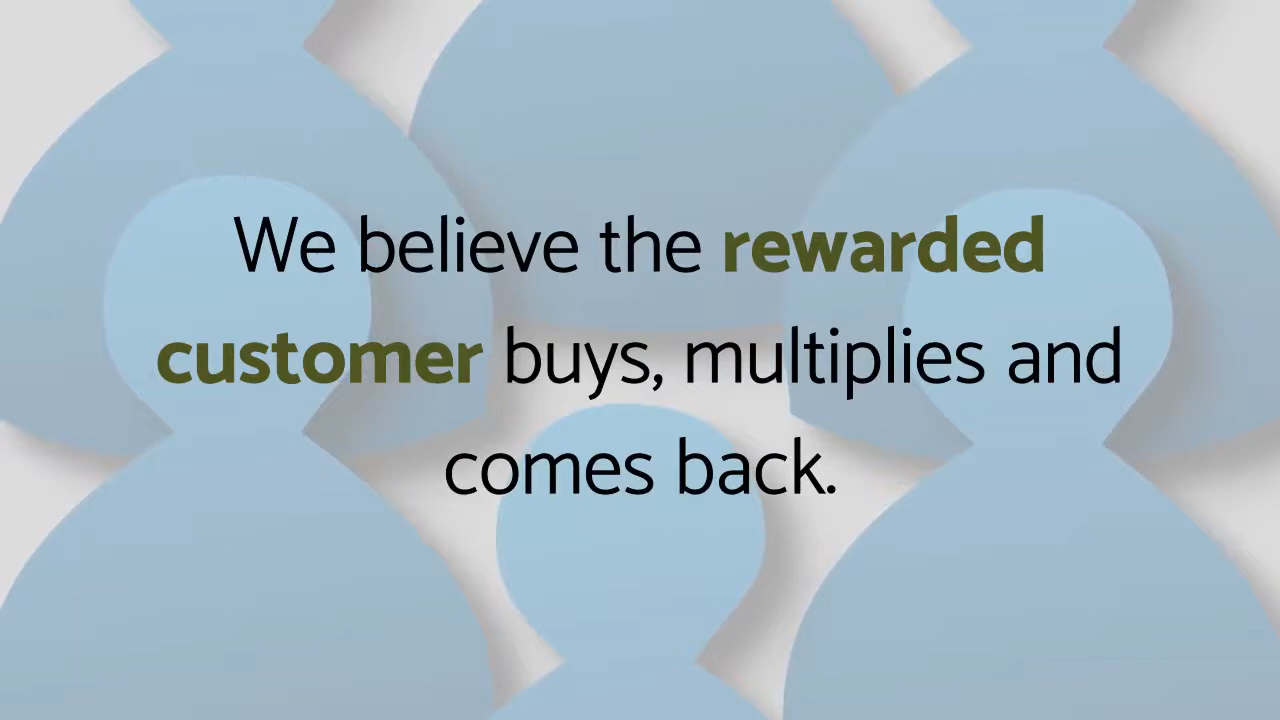 We believe the rewarded
customer buys, multiplies and
comes back.